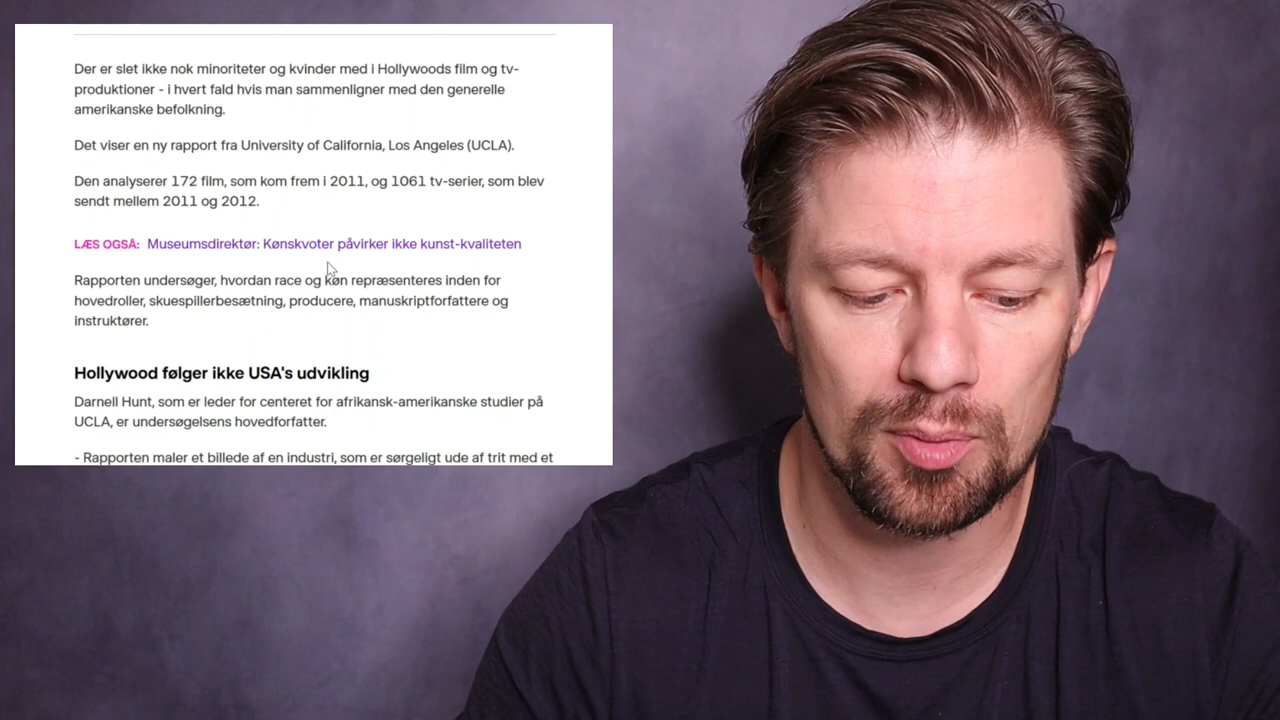 Der er slet ikke nok minoriteter og kvinder med i Hollywoods film og tv-
produktioner - i hvert fald hvis man sammenligner med den generelle
amerikanske befolkning.
Det viser en ny rapport fra University of California, Los Angeles (UCLA).
Den analyserer 172 film, som kom frem i 2011, og 1061 tv-serier, som blev
sendt mellem 2011 og 2012.
LÆS OGSÅ: Museumsdirektør: Kønskvoter påvirker ikke kunst-kvaliteten
Rapporten undersøger, hvordan race og køn repræsenteres inden for
hovedroller, skuespillerbesætning, producere, manuskriptforfattere og
instruktører.
Hollywood følger ikke USA's udvikling
Darnell Hunt, som er leder for centeret for afrikansk-amerikanske studier på
UCLA, er undersøgelsens hovedforfatter.
- Rapporten maler et billede af en industri, som er sørgeligt ude af trit med et